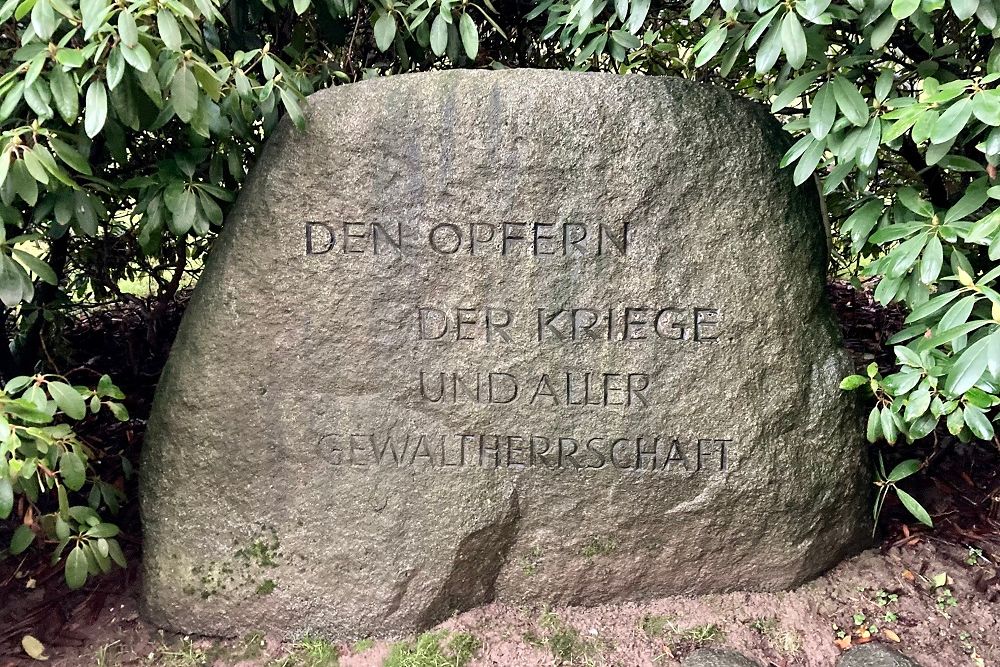 DEN OPFERN
DER KRIEGE
UND ALLER
GEWALTHERRSCHAFT